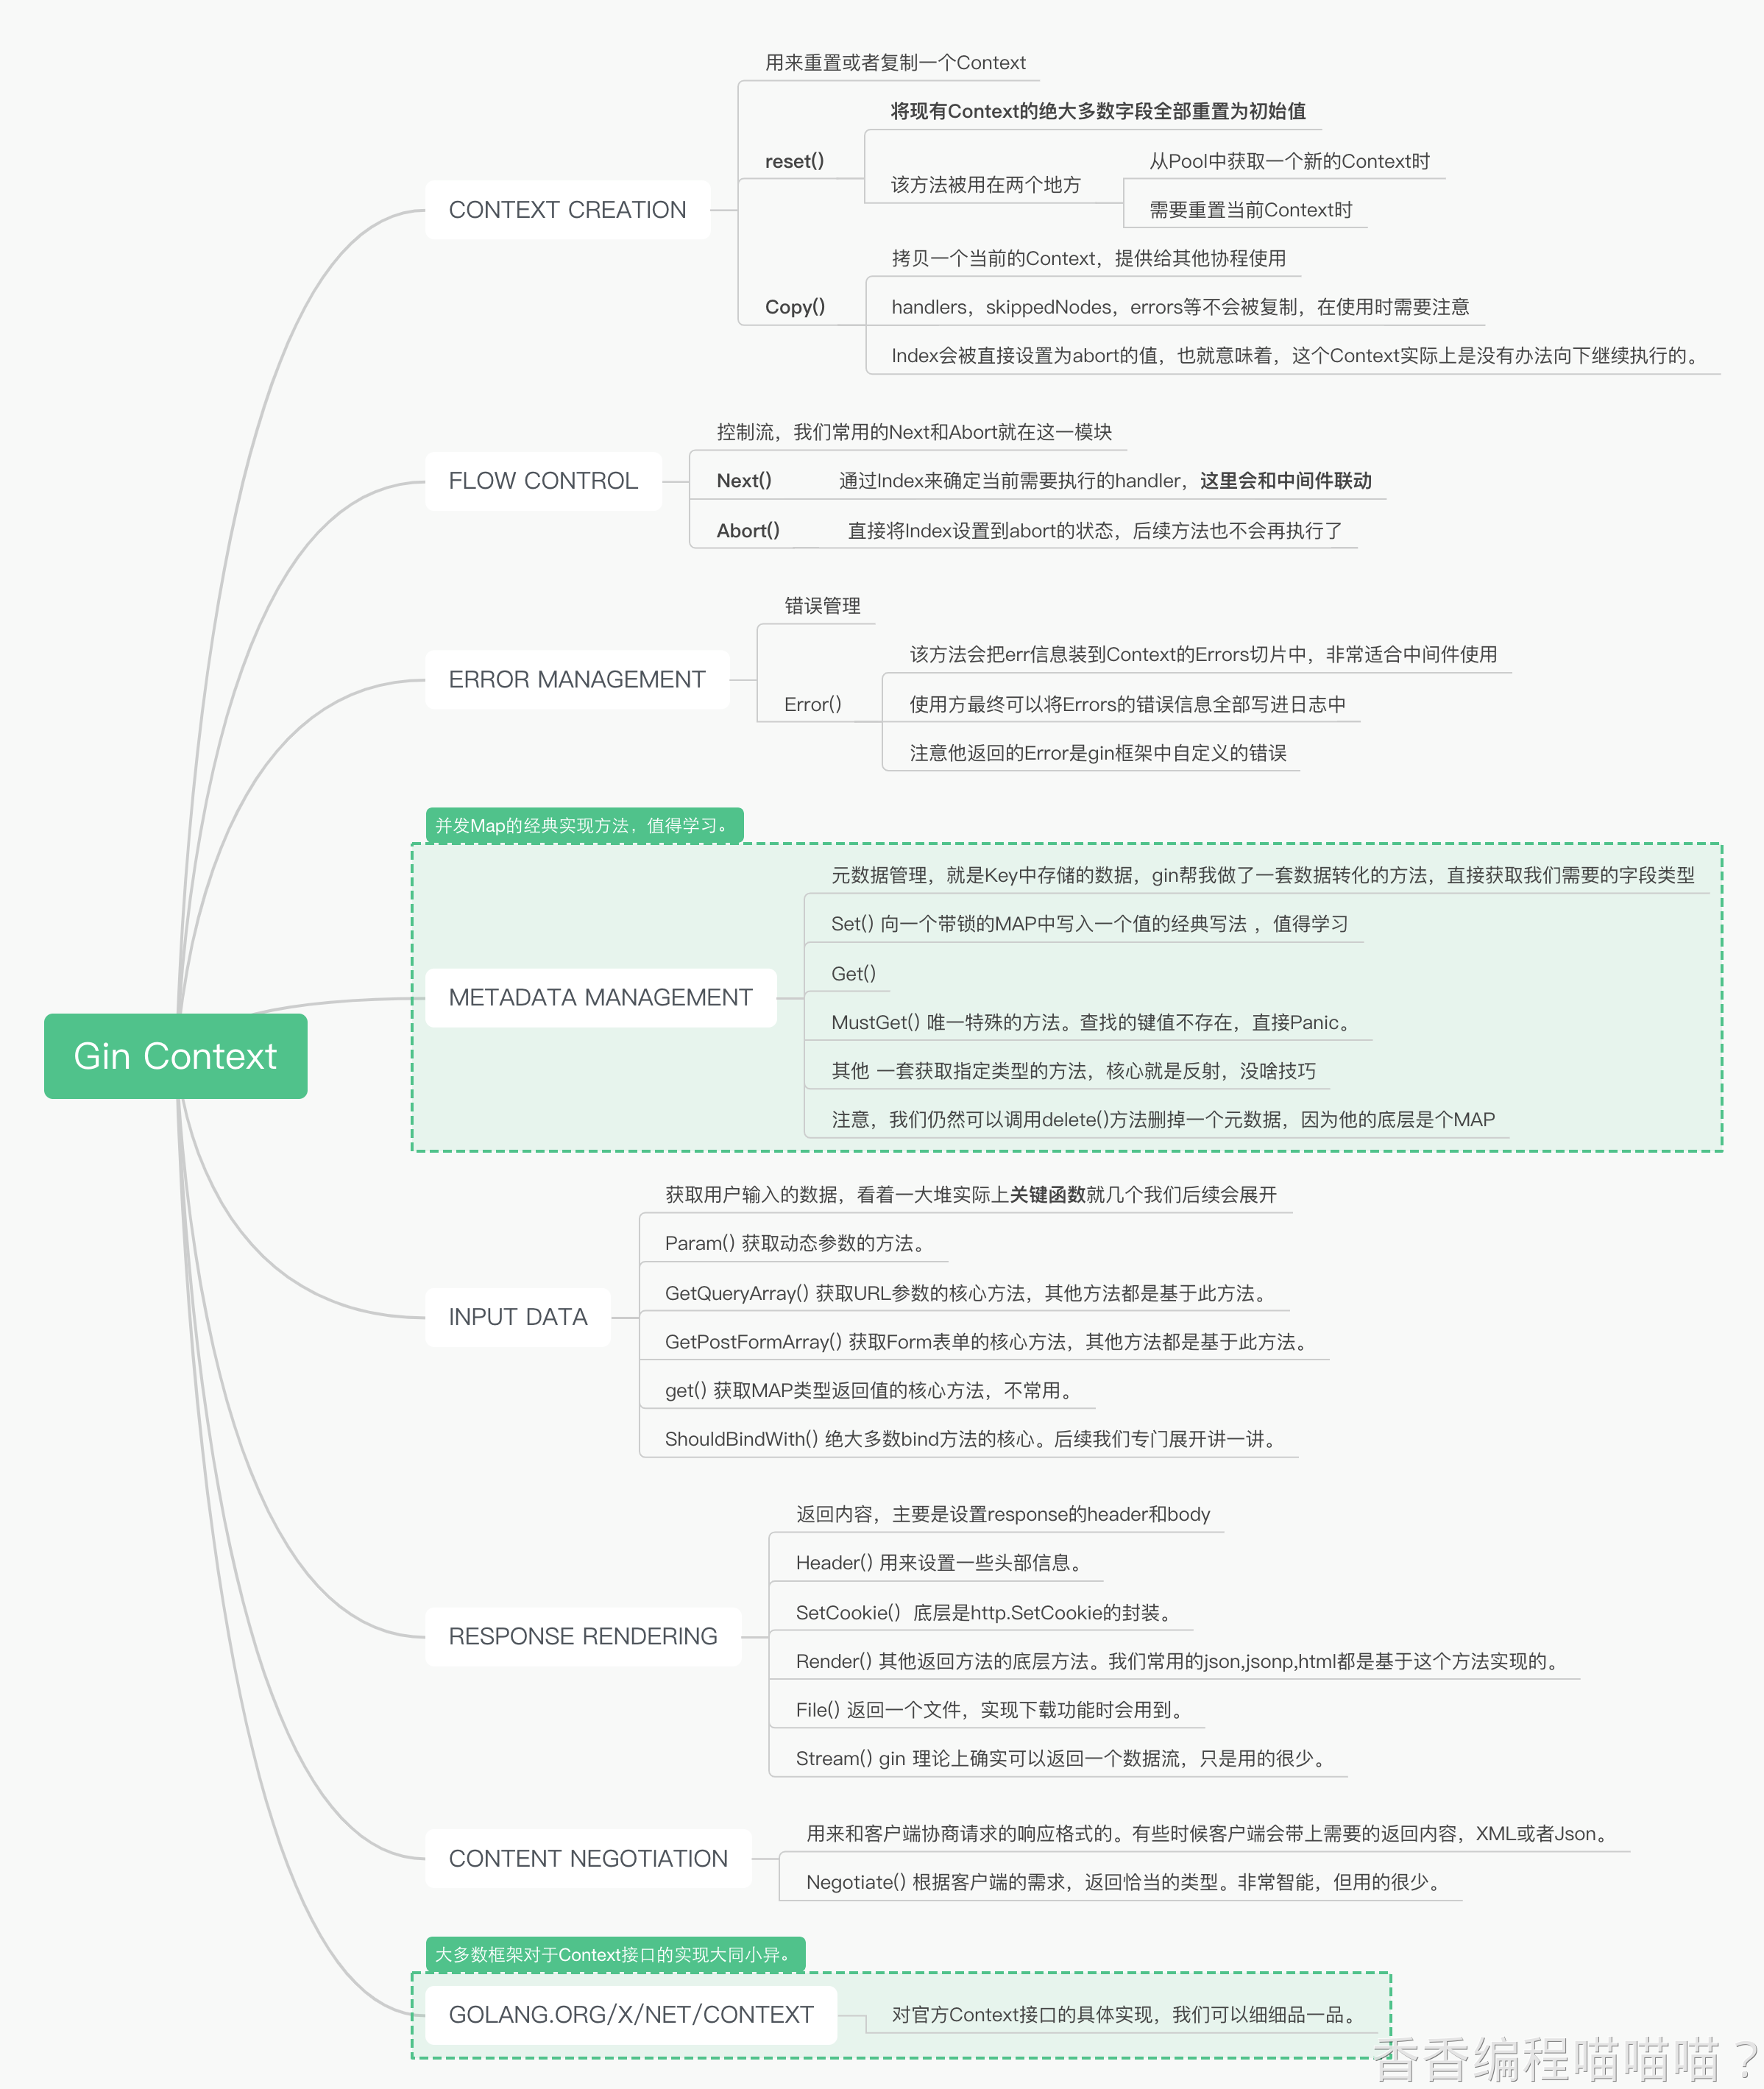 Gin Context
CONTEXT CREATION
用来重置或者复制一个Context
reset()
将现有Context的绝大多数字段全部重置为初始值
该方法被用在两个地方
从Pool中获取一个新的Context时
需要重置当前Context时
Copy()
拷贝一个当前的Context，提供给其他协程使用
handlers，skippedNodes，errors等不会被复制，在使用时需要注意
Index会被直接设置为abort的值，也就意味着，这个Context实际上是没有办法向下继续执行的。
FLOW CONTROL
控制流，我们常用的Next和Abort就在这一模块
Next() 通过Index来确定当前需要执行的handler，这里会和中间件联动
Abort() 直接将Index设置到abort的状态，后续方法也不会再执行了
ERROR MANAGEMENT
错误管理
Error()
该方法会把err信息装到Context的Errors切片中，非常适合中间件使用
使用方最终可以将Errors的错误信息全部写进日志中
注意他返回的Error是gin框架中自定义的错误
并发Map的经典实现方法，值得学习。
METADATA MANAGEMENT
元数据管理，就是Key中存储的数据，gin帮我做了一套数据转化的方法，直接获取我们需要的字段类型
Set() 向一个带锁的MAP中写入一个值的经典写法 ，值得学习
Get()
MustGet() 唯一特殊的方法。查找的键值不存在，直接Panic。
其他 一套获取指定类型的方法，核心就是反射，没啥技巧
注意，我们仍然可以调用delete()方法删掉一个元数据，因为他的底层是个MAP
INPUT DATA
获取用户输入的数据，看着一大堆实际上关键函数就几个我们后续会展开
Param() 获取动态参数的方法。
GetQueryArray() 获取URL参数的核心方法，其他方法都是基于此方法。
GetPostFormArray() 获取Form表单的核心方法，其他方法都是基于此方法。
get() 获取MAP类型返回值的核心方法，不常用。
ShouldBindWith() 绝大多数bind方法的核心。后续我们专门展开讲一讲。
RESPONSE RENDERING
返回内容，主要是设置response的header和body
Header() 用来设置一些头部信息。
SetCookie() 底层是http.SetCookie的封装。
Render() 其他返回方法的底层方法。我们常用的json,jsonp,html都是基于这个方法实现的。
File() 返回一个文件，实现下载功能时会用到。
Stream() gin 理论上确实可以返回一个数据流，只是用的很少。
CONTENT NEGOTIATION
用来和客户端协商请求的响应格式的。有些时候客户端会带上需要的返回内容，XML或者Json。
Negotiate() 根据客户端的需求，返回恰当的类型。非常智能，但用的很少。
大多数框架对于Context接口的实现大同小异。
GOLANG.ORG/X/NET/CONTEXT
对官方Context接口的具体实现，我们可以细细品一品。
香香编程喵喵喵？